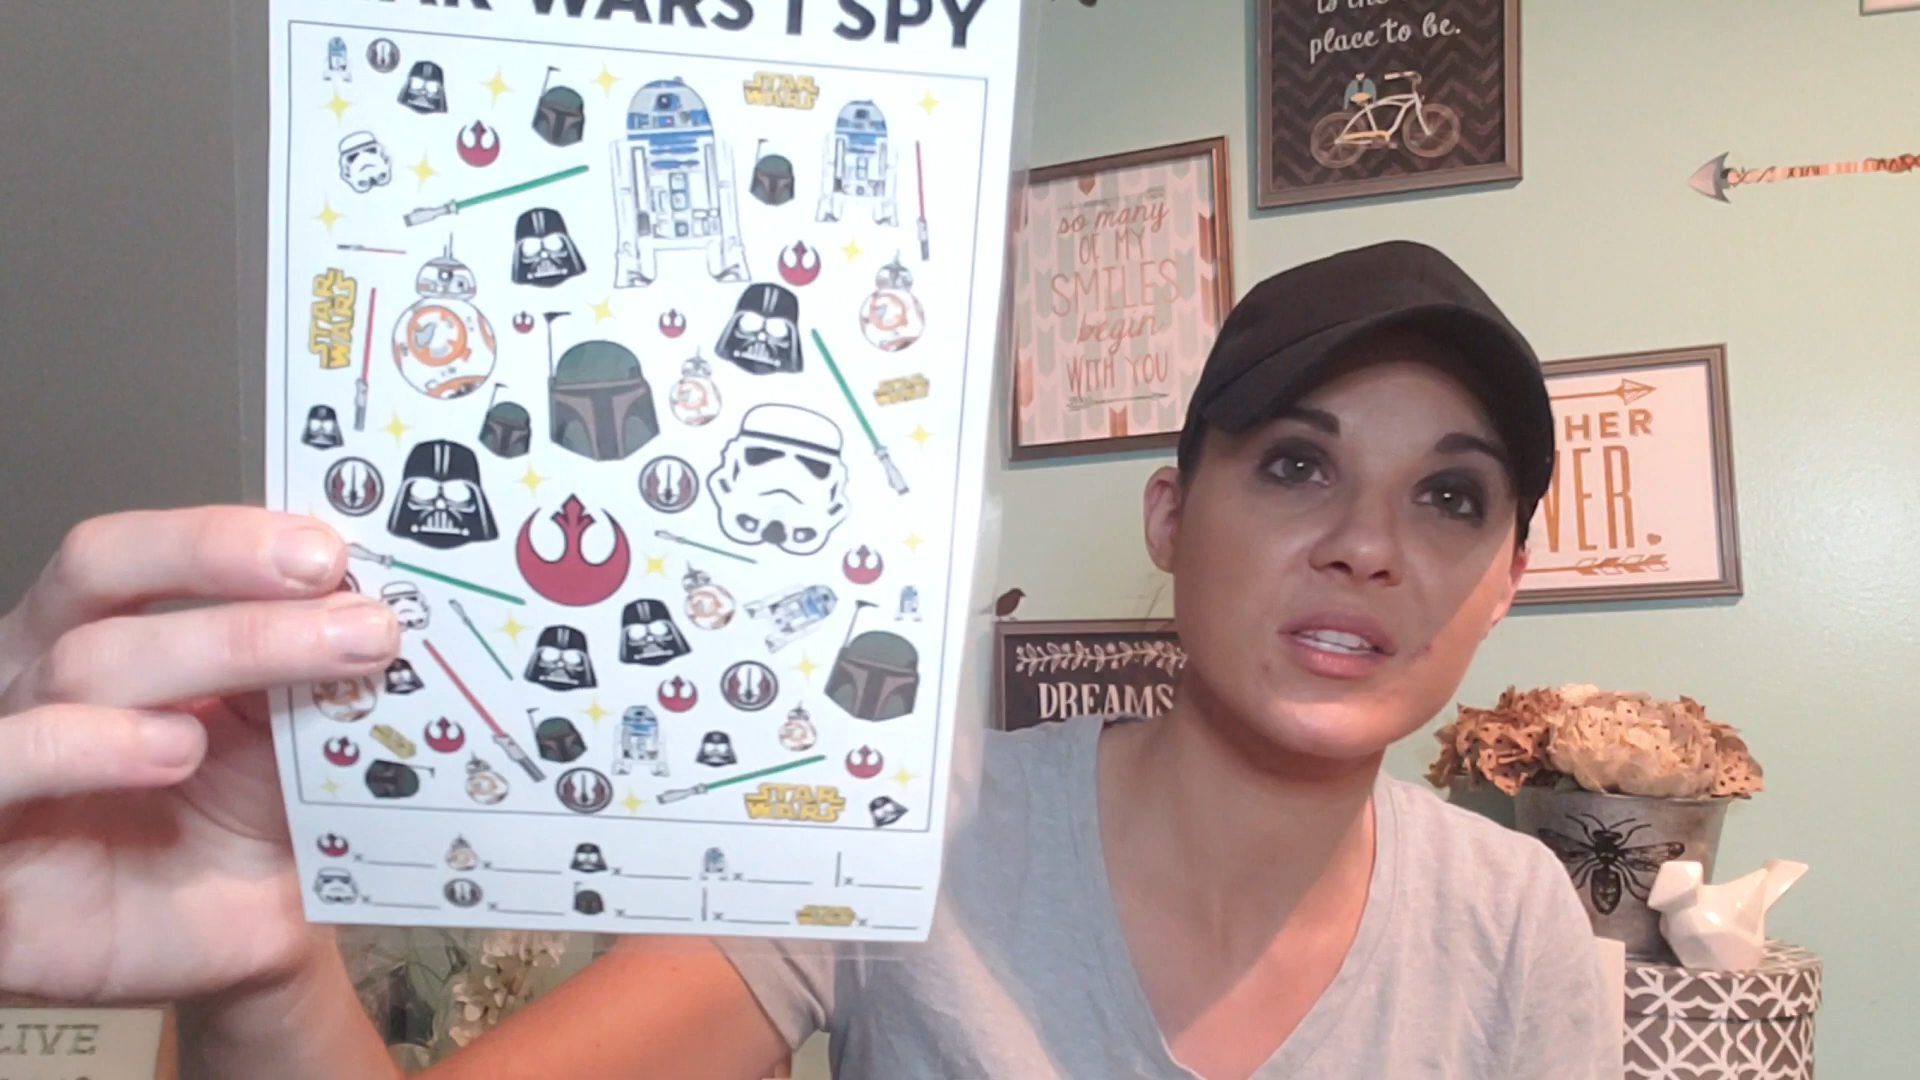 WARS I SPY
STAR
WARS
STAR
WARS
STAR
WARS
STAR
WARS
x
x
x
x
x
x
x
x
x
x
place to be.
so many
OF MY
SMILES
begin
WITH YOU
HER
VER.
DREAMS
LIVE